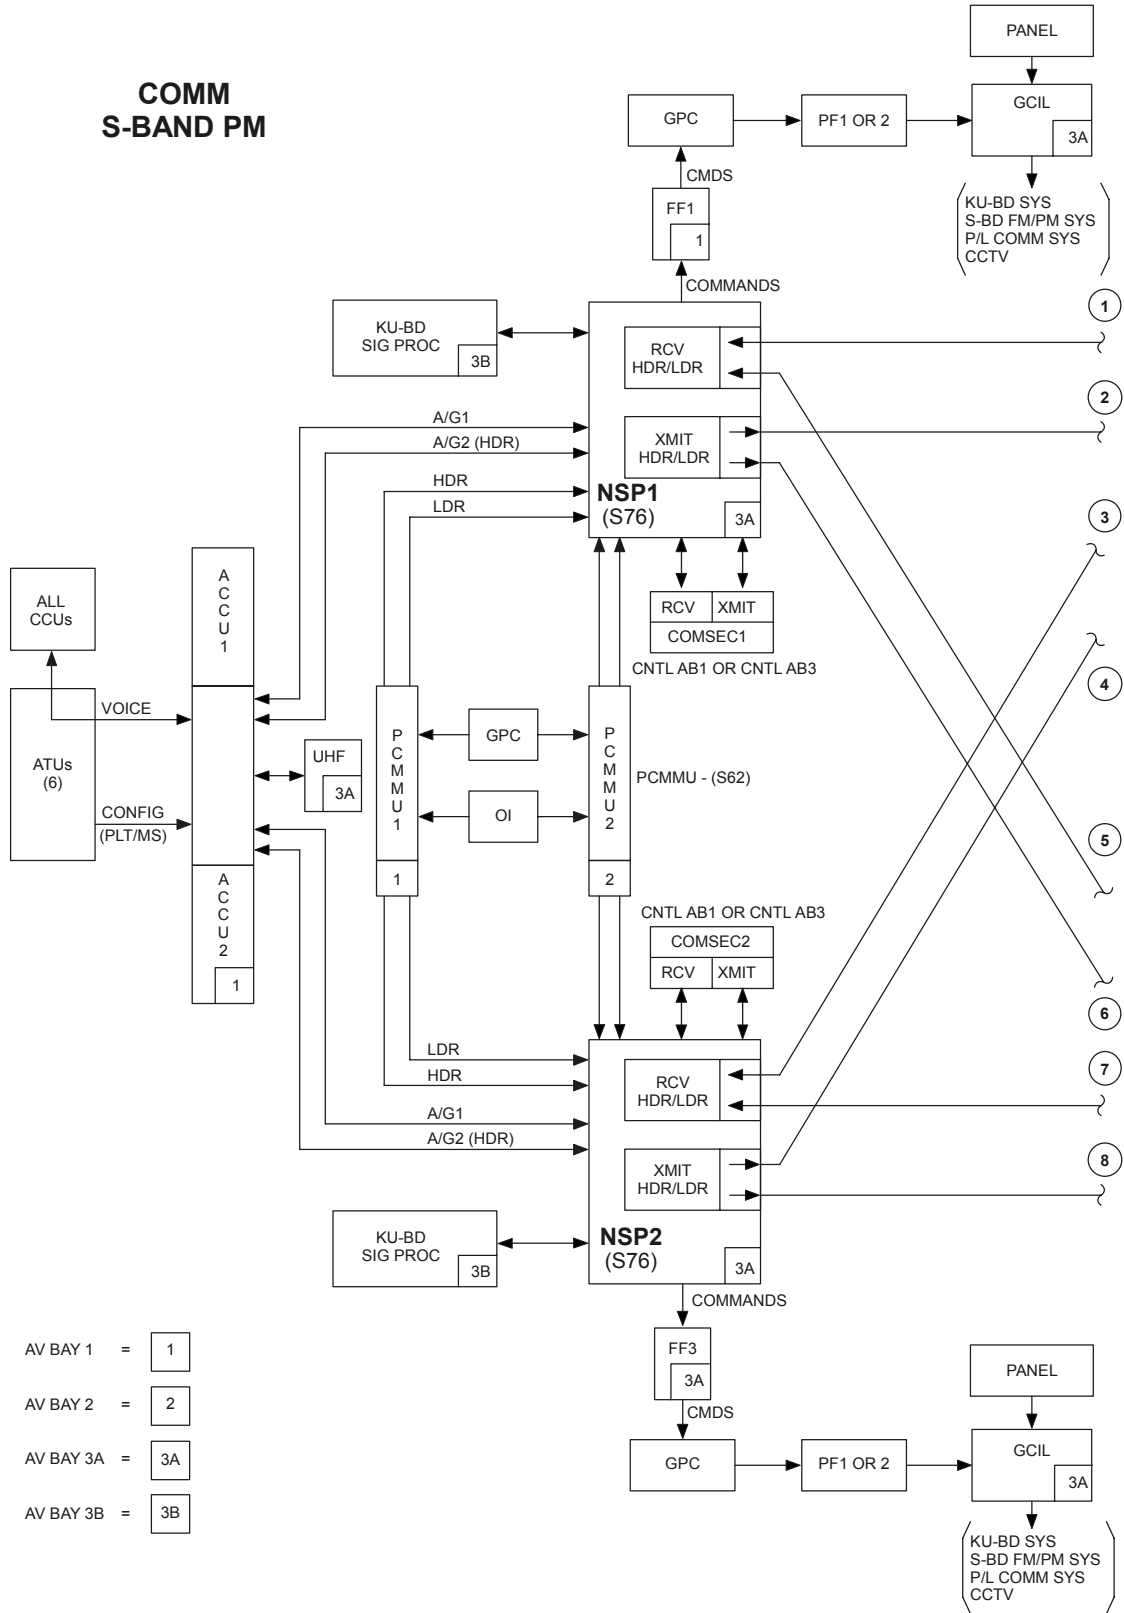 COMM
S-BAND PM
PANEL
GPC
PF1 OR 2
GCIL
3A
CMDS
FF1
1
KU-BD SYS
S-BD FM/PM SYS
P/L COMM SYS
CCTV
COMMANDS
1
KU-BD
SIG PROC
3B
RCV
HDR/LDR
2
A/G1
A/G2 (HDR)
XMIT
HDR/LDR
HDR
LDR
NSP1
(S76)
3A
3
ACCU1
ALL
CCUs
RCV
XMIT
COMSEC1
CNTL AB1 OR CNTL AB3
4
VOICE
ATUs
(6)
UHF
3A
PCMMU1
GPC
PCMMU2
PCMMU - (S62)
CONFIG
(PLT/MS)
OI
5
1
2
ACCU2
1
CNTL AB1 OR CNTL AB3
COMSEC2
RCV
XMIT
6
LDR
HDR
RCV
HDR/LDR
7
A/G1
A/G2 (HDR)
XMIT
HDR/LDR
8
KU-BD
SIG PROC
3B
NSP2
(S76)
3A
COMMANDS
AV BAY 1 = 1
FF3
3A
PANEL
AV BAY 2 = 2
CMDS
AV BAY 3A = 3A
GPC
PF1 OR 2
GCIL
3A
AV BAY 3B = 3B
KU-BD SYS
S-BD FM/PM SYS
P/L COMM SYS
CCTV